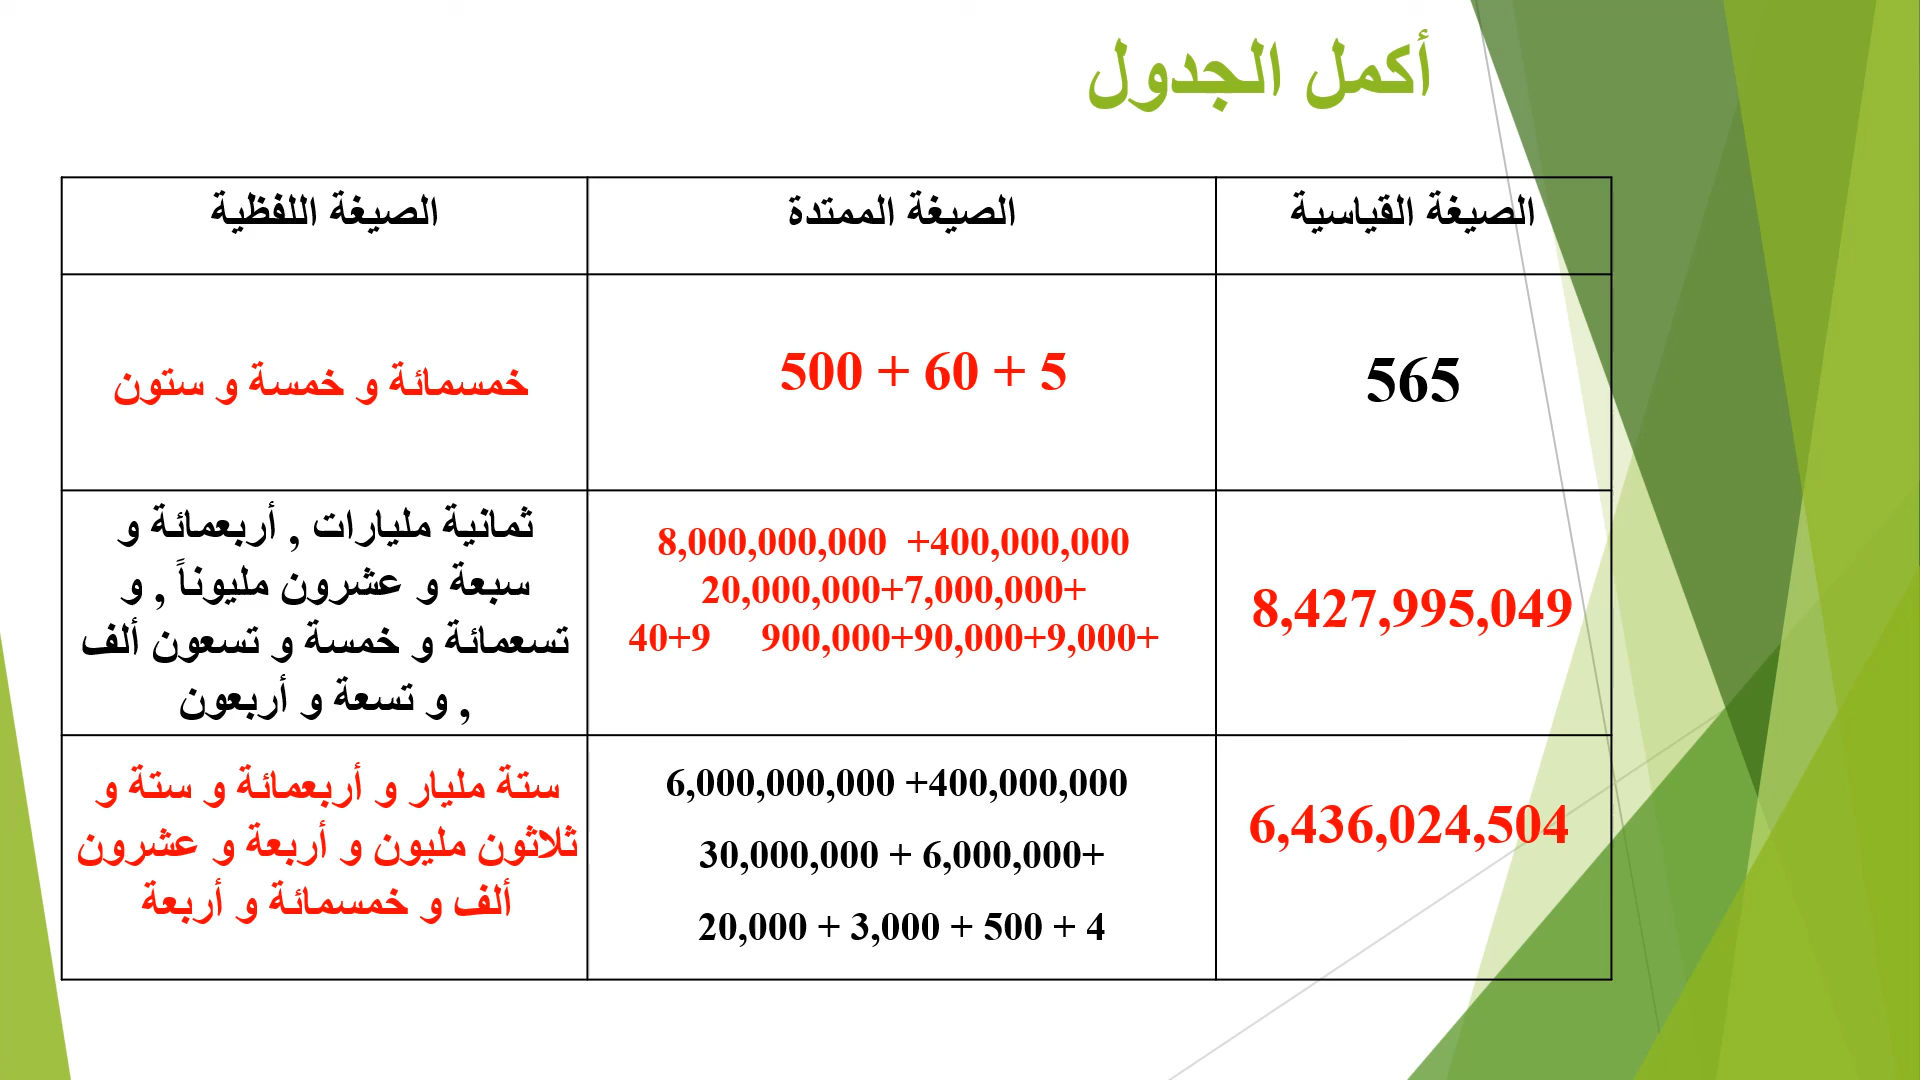 أكمل الجدول
الصيغة القياسية
الصيغة الممتدة
الصيغة اللفظية
565
500 + 60 + 5
خمسمائة و خمسة و ستون
8,427,995,049
8,000,000,000 +400,000,000
20,000,000+7,000,000+
40+9 900,000+90,000+9,000+
ثمانية مليارات , أربعمائة و
سبعة و عشرون مليوناً , و
تسعمائة و خمسة و تسعون ألف
, و تسعة و أربعون
6,436,024,504
6,000,000,000 +400,000,000
30,000,000 + 6,000,000+
20,000 + 3,000 + 500 + 4
ستة مليار و أربعمائة و ستة و
ثلاثون مليون و أربعة و عشرون
ألف و خمسمائة و أربعة